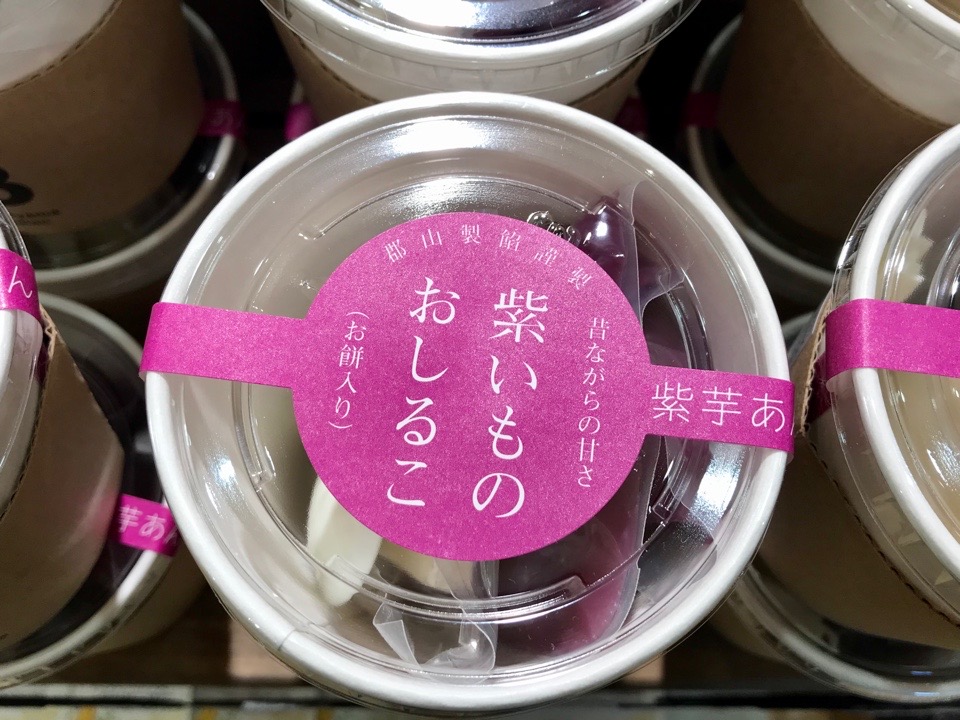 郡山製餡謹製
昔ながらの甘さ
紫いもの
おしるこ
(お餅入り)
紫芋あ
ん
芋あ